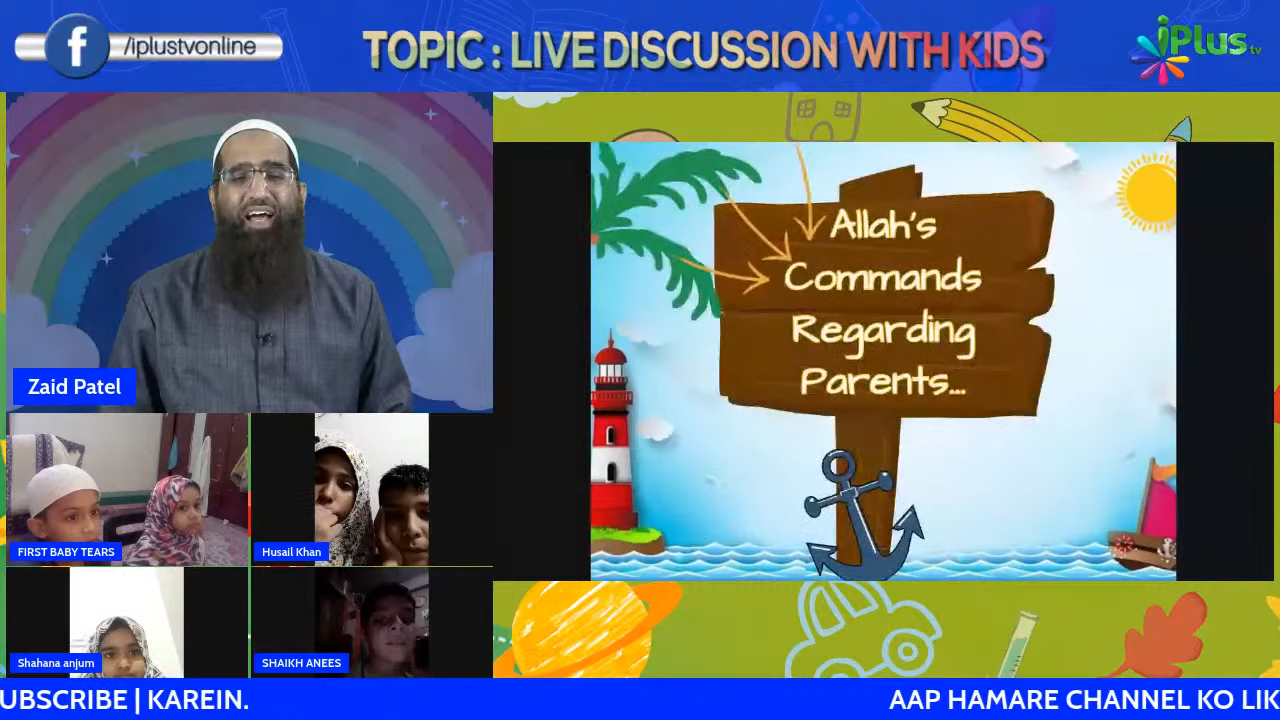 /iplustvonline
TOPIC : LIVE DISCUSSION WITH KIDS
iPlus tv
Allah's
Commands
Regarding
Parents...
Zaid Patel
FIRST BABY TEARS
Husail Khan
Shahana anjum
SHAIKH ANEES
UBSCRIBE | KAREIN.
AAP HAMARE CHANNEL KO LIK